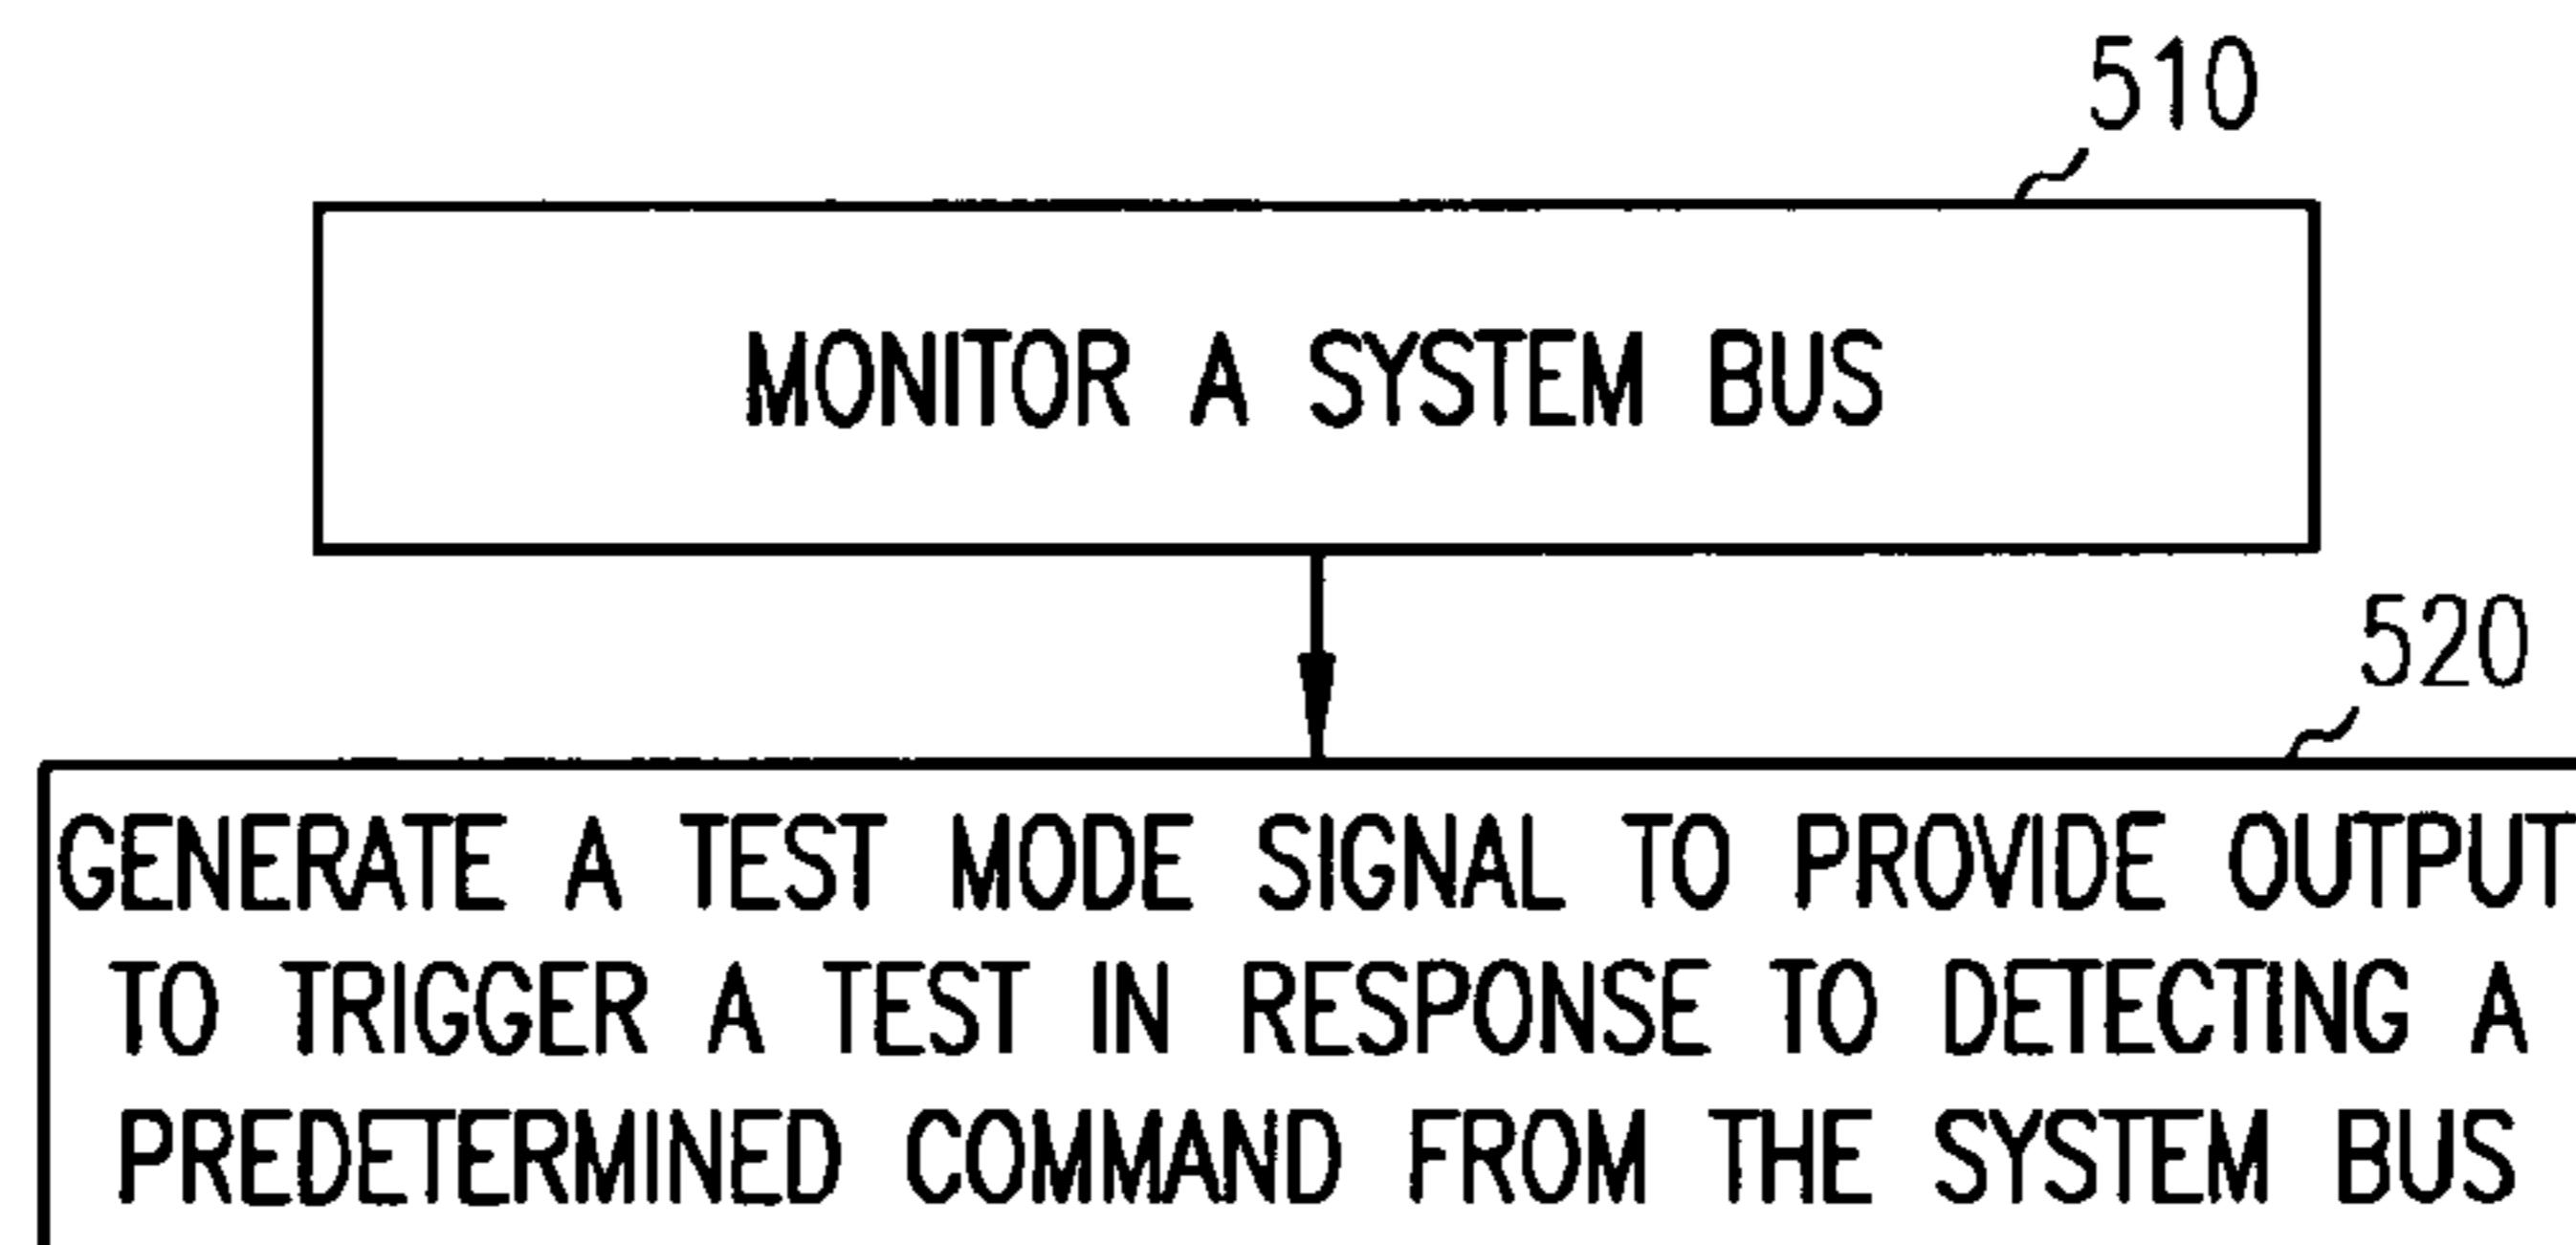 510
MONITOR A SYSTEM BUS
520
GENERATE A TEST MODE SIGNAL TO PROVIDE OUTPUT
TO TRIGGER A TEST IN RESPONSE TO DETECTING A
PREDETERMINED COMMAND FROM THE SYSTEM BUS